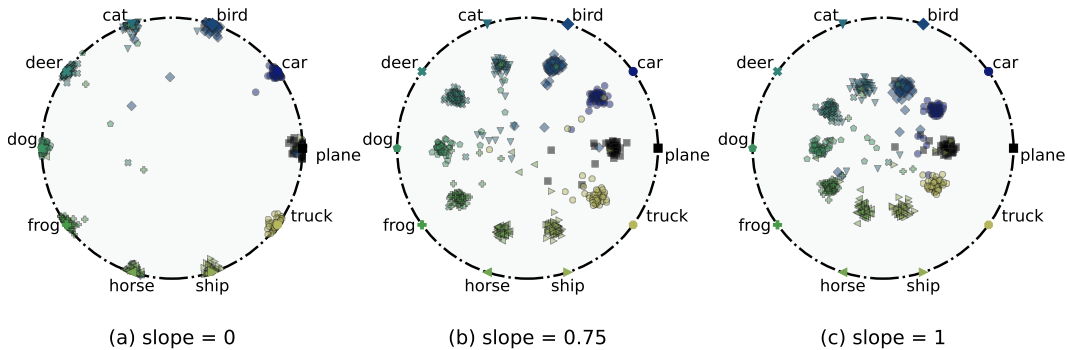 cat bird
deer car
dog plane
frog truck
horse ship
(a) slope = 0
cat bird
deer car
dog plane
frog truck
horse ship
(b) slope = 0.75
cat bird
deer car
dog plane
frog truck
horse ship
(c) slope = 1